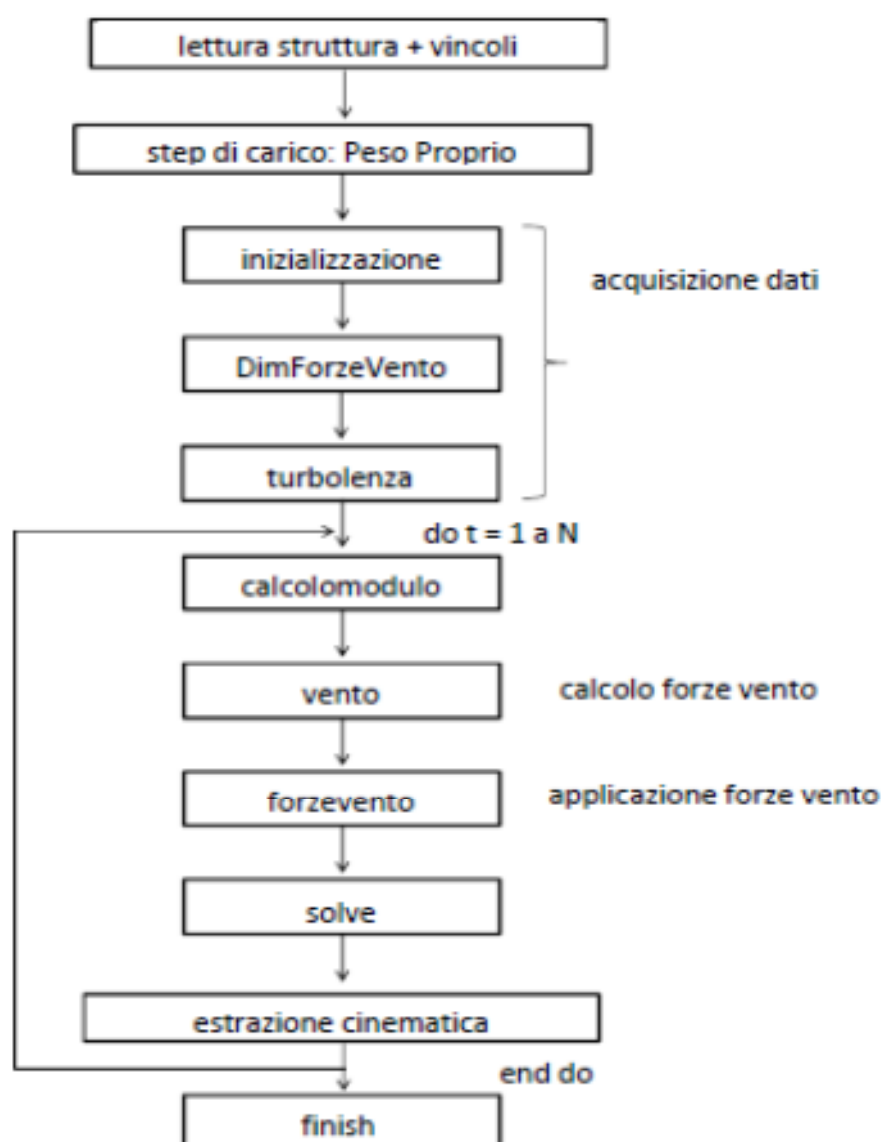 lettura struttura + vincoli
step di carico: Peso Proprio
inizializzazione
acquisizione dati
DimForzeVento
turbolenza
do t = 1 a N
calcolomodulo
vento
calcolo forze vento
forzevento
applicazione forze vento
solve
estrazione cinematica
end do
finish